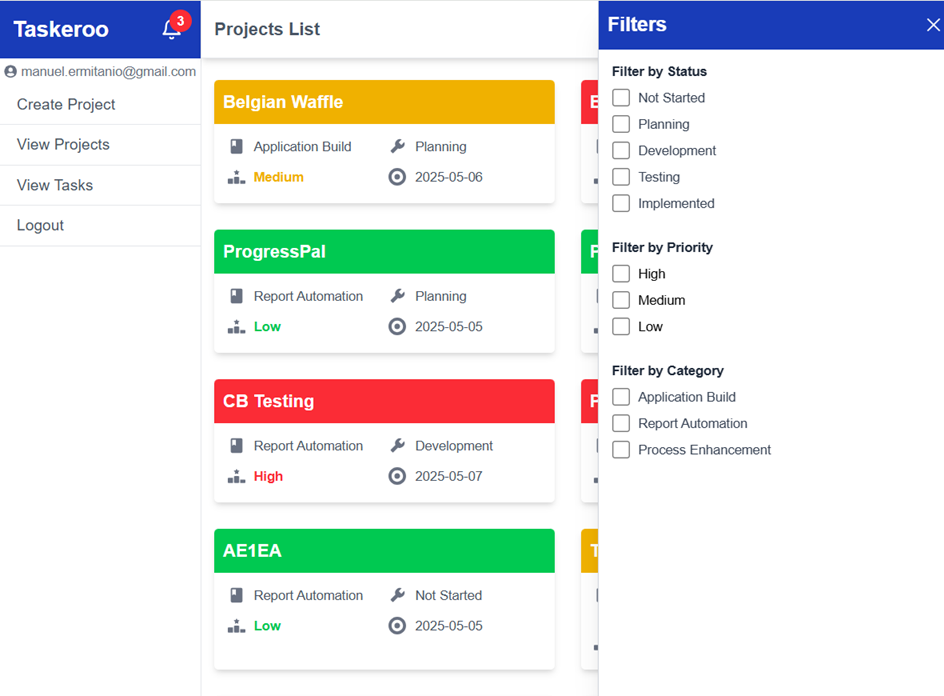 Taskeroo
3
manuel.ermitanio@gmail.com
Create Project
View Projects
View Tasks
Logout
Projects List
Belgian Waffle
Application Build
Planning
Medium
2025-05-06
ProgressPal
Report Automation
Planning
Low
2025-05-05
CB Testing
Report Automation
Development
High
2025-05-07
AE1EA
Report Automation
Not Started
Low
2025-05-05
Filters
Filter by Status
Not Started
Planning
Development
Testing
Implemented
Filter by Priority
High
Medium
Low
Filter by Category
Application Build
Report Automation
Process Enhancement